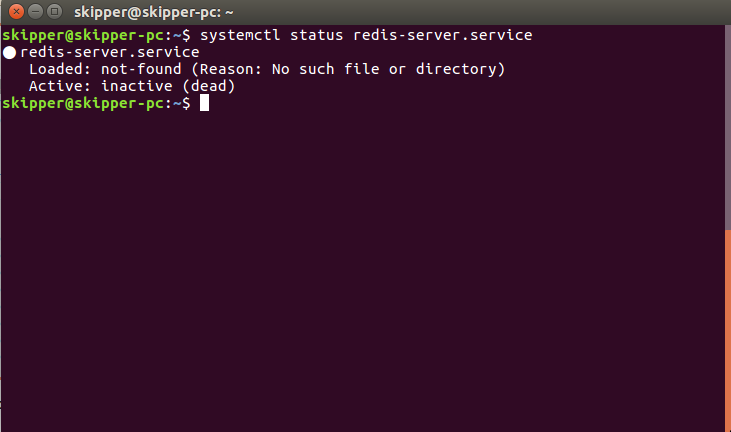 skipper@skipper-pc: ~
skipper@skipper-pc:~$ systemctl status redis-server.service
● redis-server.service
   Loaded: not-found (Reason: No such file or directory)
   Active: inactive (dead)
skipper@skipper-pc:~$